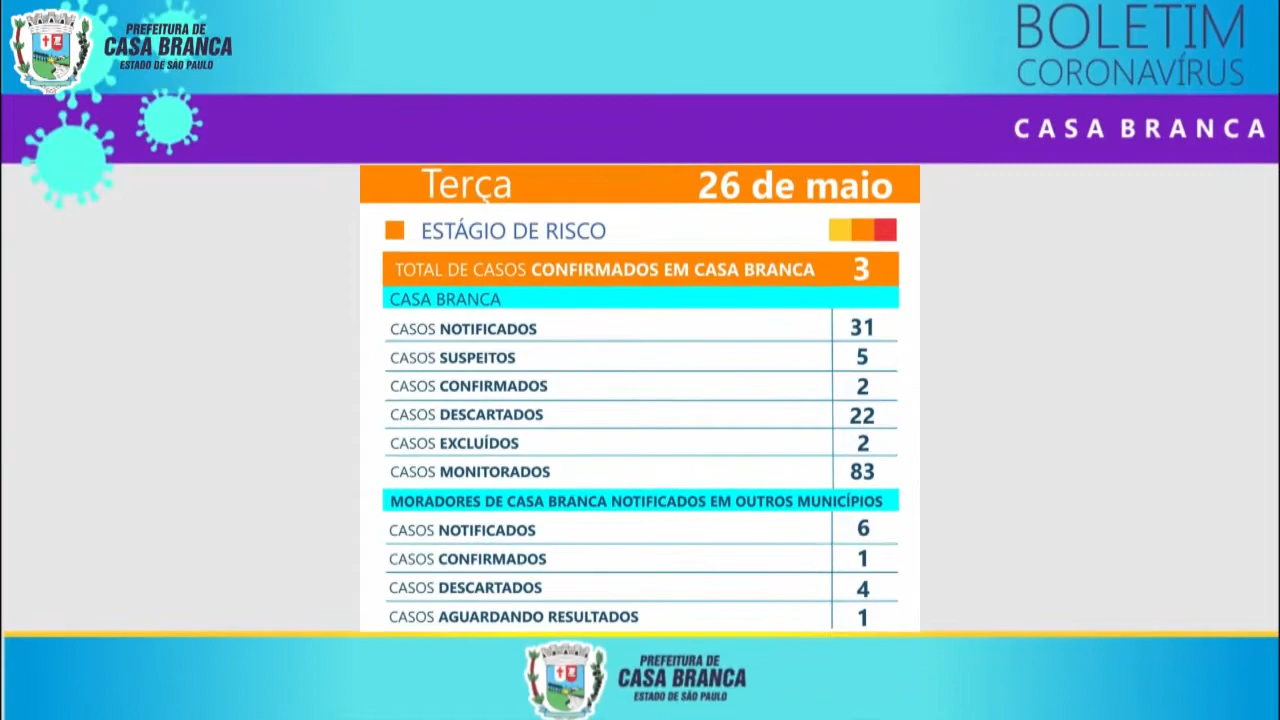 PREFEITURA DE
CASA BRANCA
ESTADO DE SÃO PAULO
BOLETIM
CORONAVÍRUS
CASA BRANCA
Terça 26 de maio
ESTÁGIO DE RISCO
TOTAL DE CASOS CONFIRMADOS EM CASA BRANCA 3
CASA BRANCA
CASOS NOTIFICADOS 31
CASOS SUSPEITOS 5
CASOS CONFIRMADOS 2
CASOS DESCARTADOS 22
CASOS EXCLUÍDOS 2
CASOS MONITORADOS 83
MORADORES DE CASA BRANCA NOTIFICADOS EM OUTROS MUNICÍPIOS
CASOS NOTIFICADOS 6
CASOS CONFIRMADOS 1
CASOS DESCARTADOS 4
CASOS AGUARDANDO RESULTADOS 1
PREFEITURA DE
CASA BRANCA
ESTADO DE SÃO PAULO